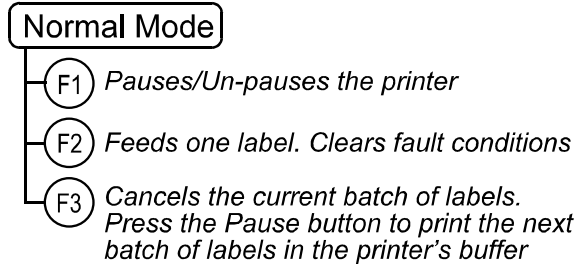 Normal Mode
F1 Pauses/Un-pauses the printer
F2 Feeds one label. Clears fault conditions
F3 Cancels the current batch of labels.
Press the Pause button to print the next
batch of labels in the printer's buffer